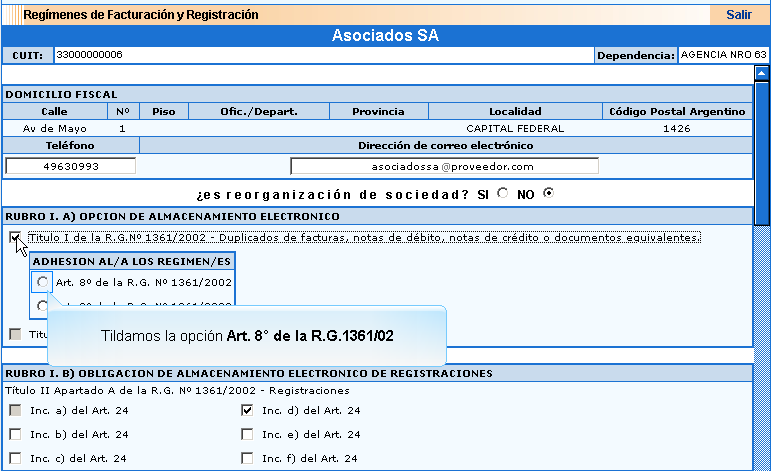 Regímenes de Facturación y Registración
Salir
Asociados SA
CUIT: 33000000006 Dependencia: AGENCIA NRO 63
DOMICILIO FISCAL
Calle Nº Piso Ofic./Depart. Provincia Localidad Código Postal Argentino
Av de Mayo 1 CAPITAL FEDERAL 1426
Teléfono Dirección de correo electrónico
49630993 asociadossa@proveedor.com
¿es reorganización de sociedad? SI NO
RUBRO I. A) OPCION DE ALMACENAMIENTO ELECTRONICO
Titulo I de la R.G.Nº 1361/2002 - Duplicados de facturas, notas de débito, notas de crédito o documentos equivalentes.
ADHESION AL/A LOS REGIMEN/ES
Art. 8º de la R.G. Nº 1361/2002
Tildamos la opción Art. 8° de la R.G.1361/02
RUBRO I. B) OBLIGACION DE ALMACENAMIENTO ELECTRONICO DE REGISTRACIONES
Título II Apartado A de la R.G. Nº 1361/2002 - Registraciones
Inc. a) del Art. 24 Inc. d) del Art. 24
Inc. b) del Art. 24 Inc. e) del Art. 24
Inc. c) del Art. 24 Inc. f) del Art. 24